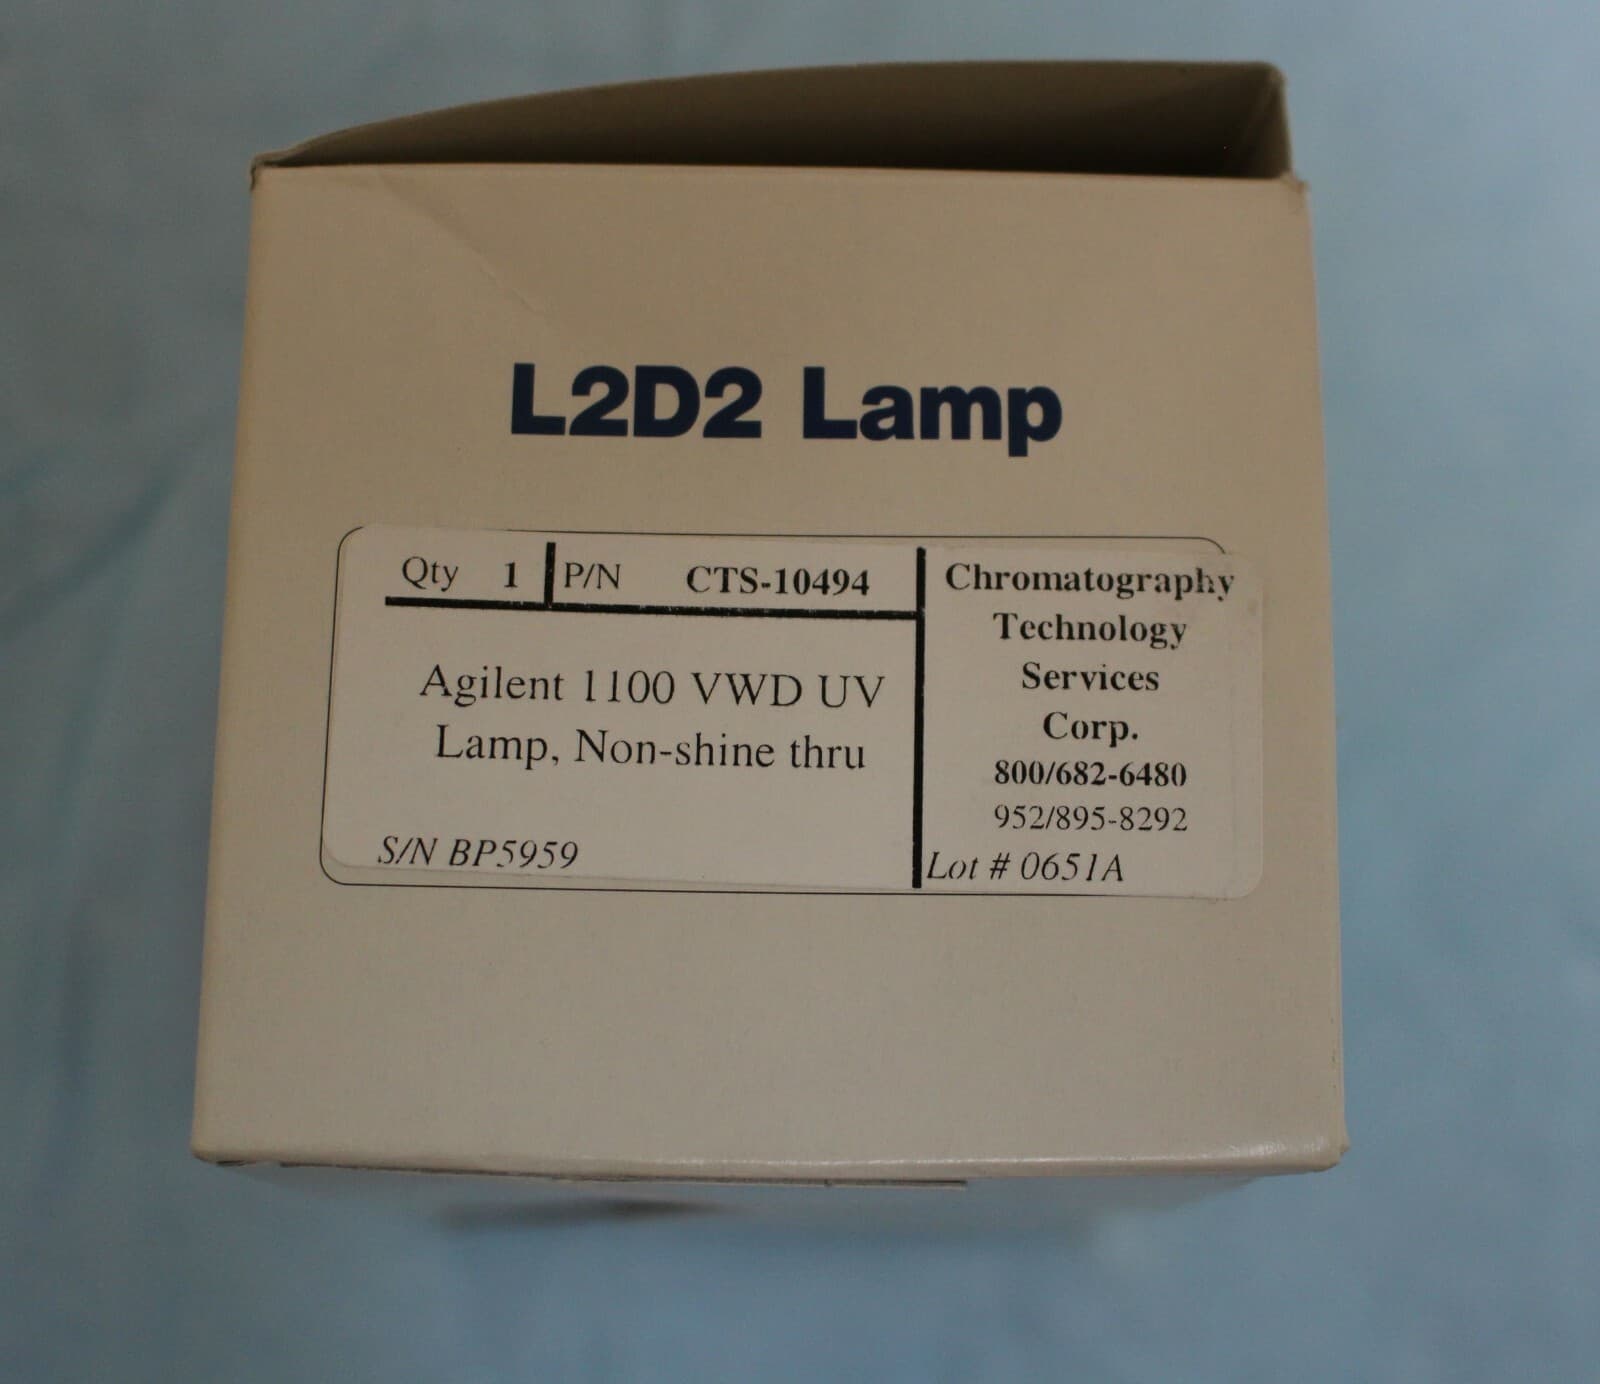 L2D2 Lamp
Qty 1 P/N CTS-10494
Agilent 1100 VWD UV
Lamp, Non-shine thru
S/N BP5959
Chromatography
Technology
Services
Corp.
800/682-6480
952/895-8292
Lot # 0651A